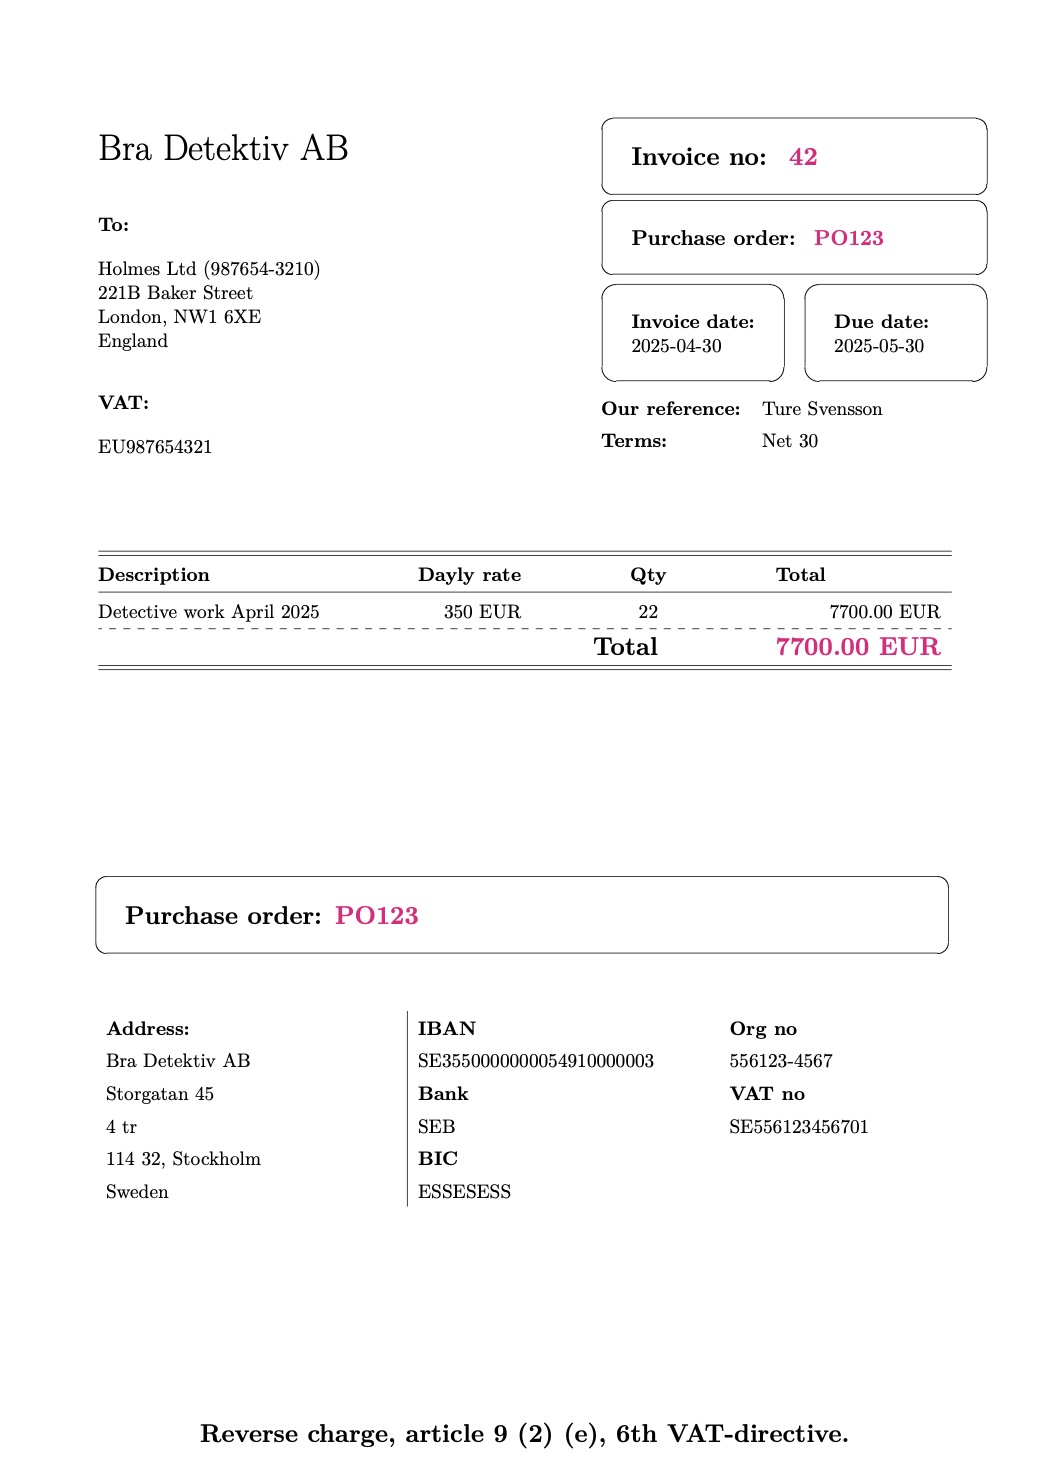 Bra Detektiv AB
Invoice no: 42
Purchase order: PO123
To:
Holmes Ltd (987654-3210)
221B Baker Street
London, NW1 6XE
England
Invoice date:
2025-04-30
Due date:
2025-05-30
VAT:
EU987654321
Our reference: Ture Svensson
Terms: Net 30
Description Dayly rate Qty Total
Detective work April 2025 350 EUR 22 7700.00 EUR
Total 7700.00 EUR
Purchase order: PO123
Address:
Bra Detektiv AB
Storgatan 45
4 tr
114 32, Stockholm
Sweden
IBAN
SE3550000000054910000003
Bank
SEB
BIC
ESSESESS
Org no
556123-4567
VAT no
SE556123456701
Reverse charge, article 9 (2) (e), 6th VAT-directive.